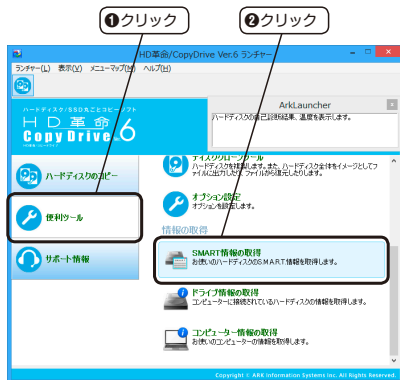 ❶クリック
❷クリック
HD革命/CopyDrive Ver.6 ランチャー
ランチャー(L) 表示(V) メニューマップ(M) ヘルプ(H)
ハードディスク/SSD丸ごとコピーソフト
HD革命
Copy Drive 6
ArkLauncher
ハードディスクの自己診断結果、温度を表示します。
ハードディスクのコピー
便利ツール
サポート情報
ディスククローンツール
ハードディスクを複製します。また、ハードディスク全体をイメージとしてフ
ァイルに出力したり、ファイルから復元したりします。
オプション設定
オプションを設定します。
情報の取得
SMART情報の取得
お使いのハードディスクのS.M.A.R.T.情報を取得します。
ドライブ情報の取得
コンピューターに接続されているハードディスクの情報を取得します。
コンピューター情報の取得
お使いのコンピューターの情報を取得します。
Copyright © ARK Information Systems Inc. All Rights Reserved.